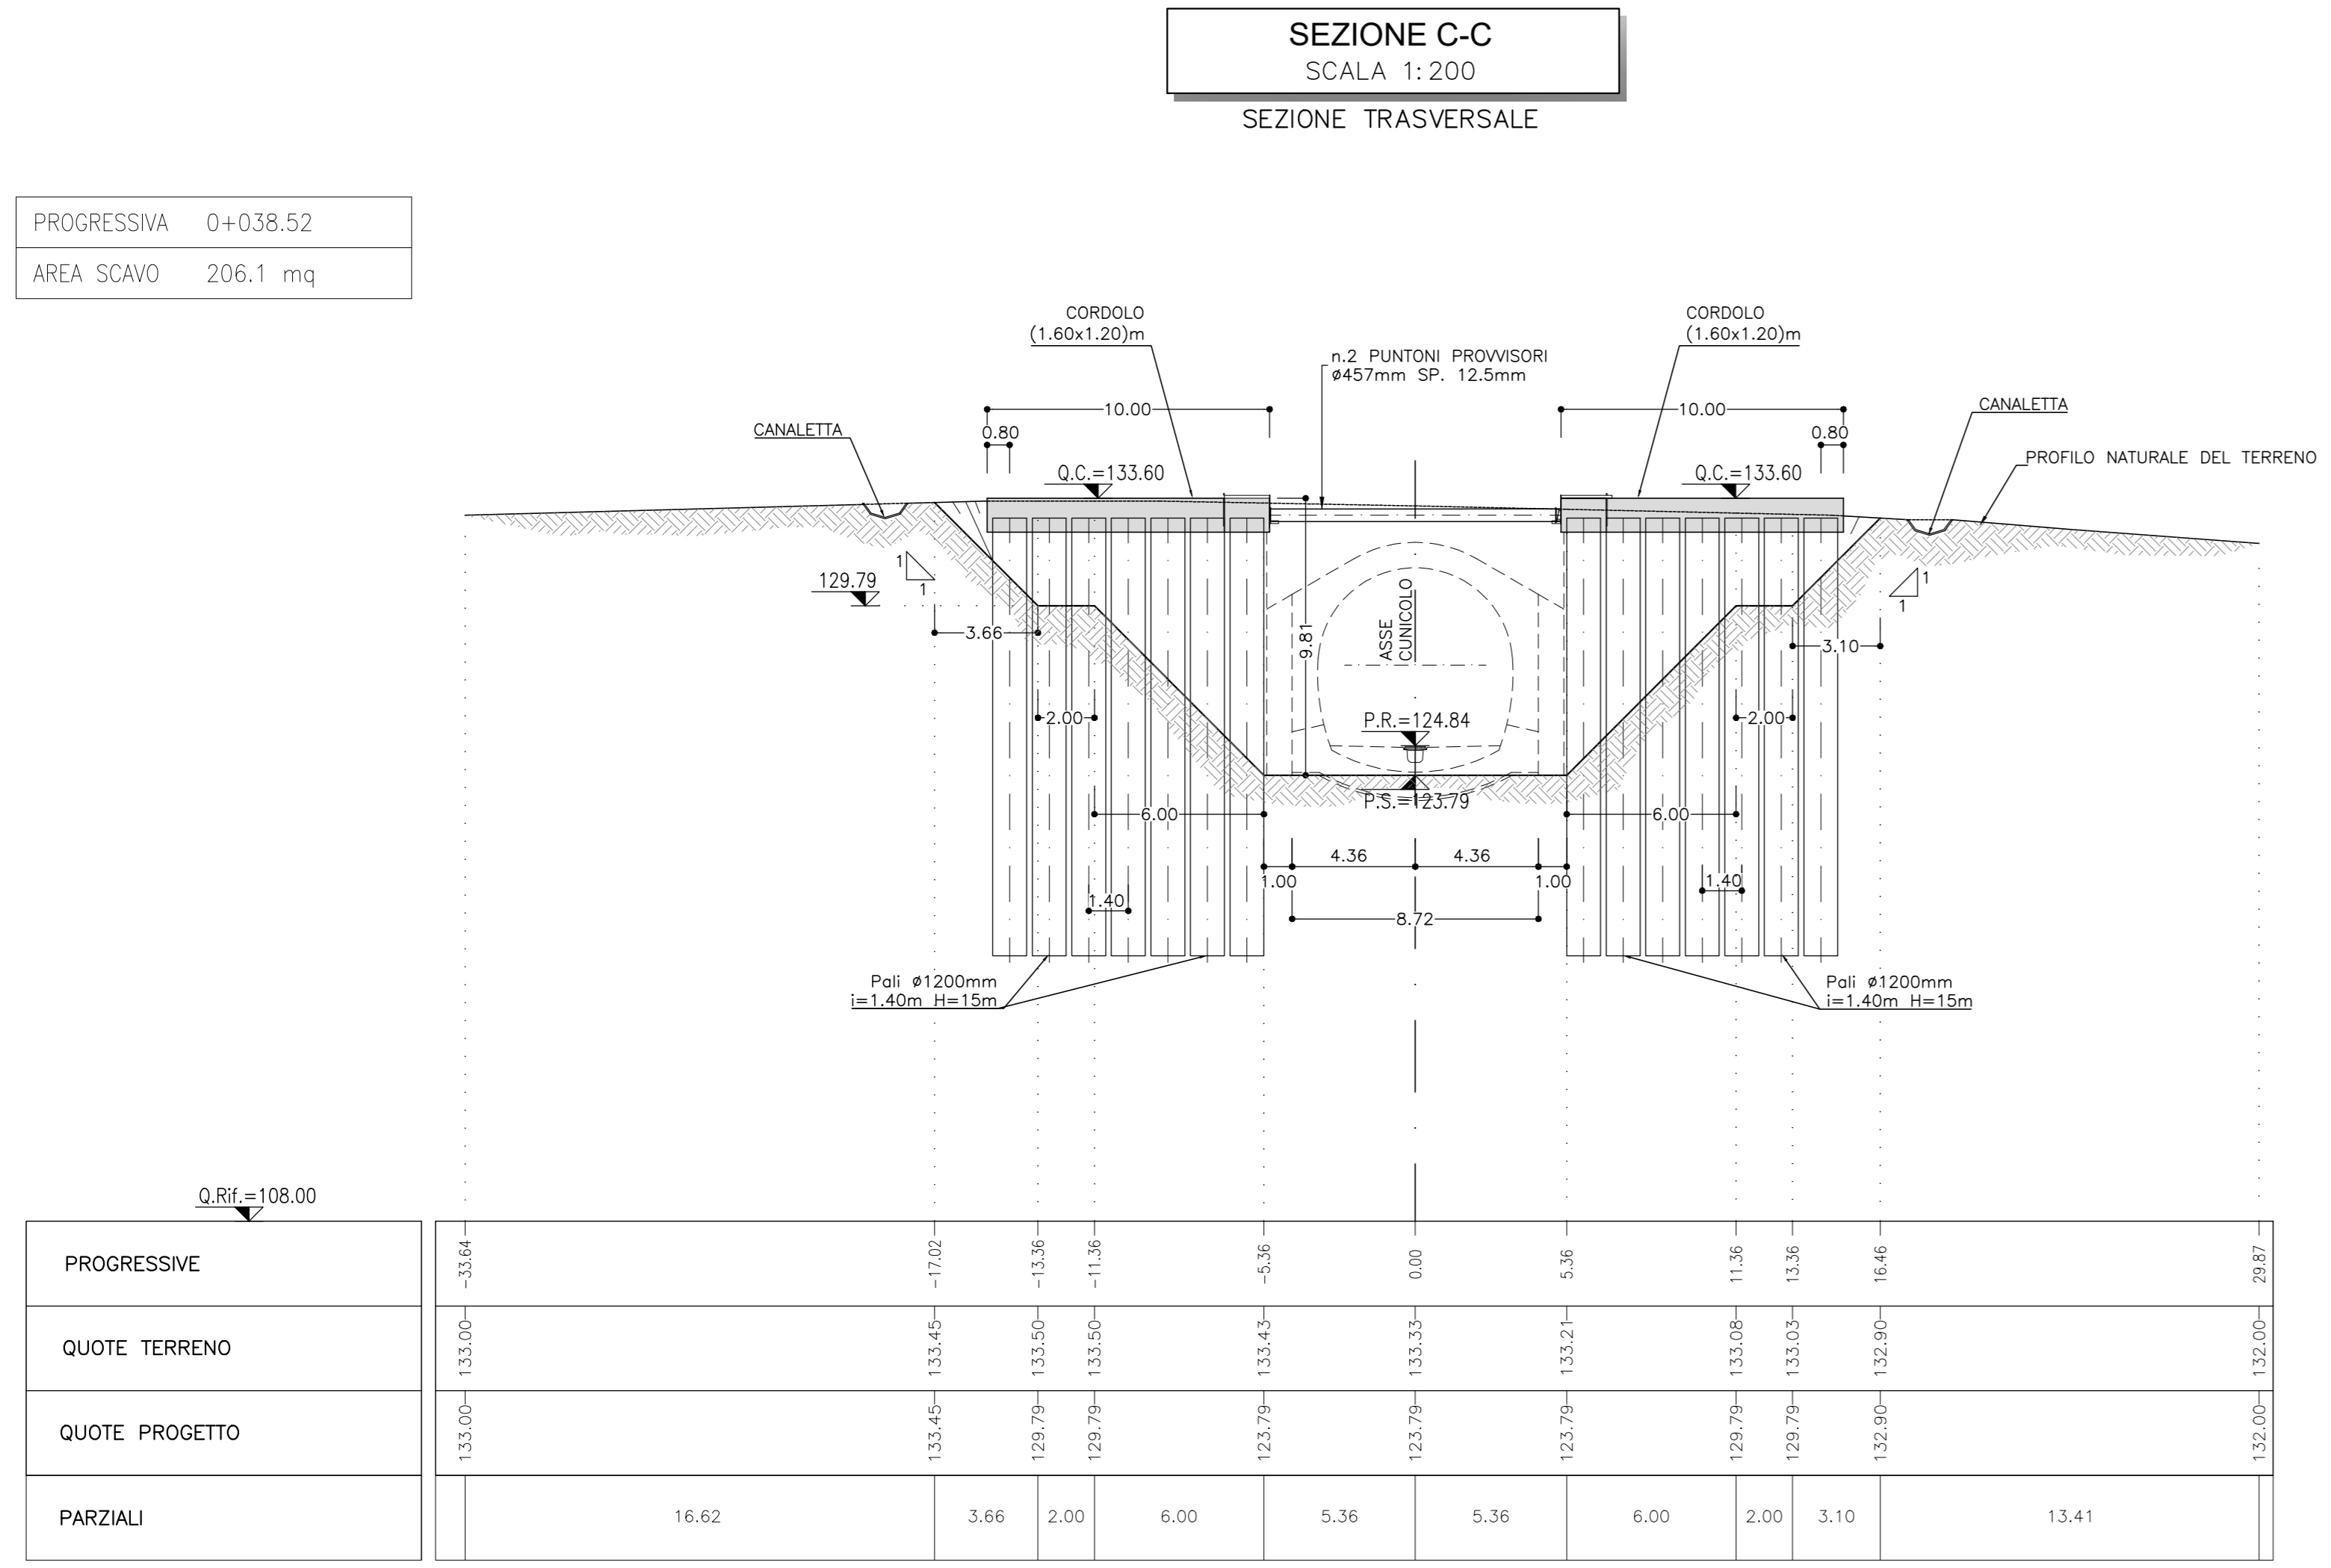 SEZIONE C-C
SCALA 1:200
SEZIONE TRASVERSALE
PROGRESSIVA 0+038.52
AREA SCAVO 206.1 mq
CORDOLO
(1.60x1.20)m
CORDOLO
(1.60x1.20)m
n.2 PUNTONI PROVVISORI
ø457mm SP. 12.5mm
10.00
10.00
CANALETTA
CANALETTA
0.80
0.80
Q.C.=133.60
Q.C.=133.60
PROFILO NATURALE DEL TERRENO
1
1
129.79
1
1
3.66
9.81
ASSE
CUNICOLO
3.10
2.00
P.R.=124.84
2.00
P.S.=123.79
6.00
6.00
4.36
4.36
1.00
1.00
1.40
1.40
8.72
Pali ø1200mm
i=1.40m H=15m
Pali ø1200mm
i=1.40m H=15m
Q.Rif.=108.00
PROGRESSIVE -33.64 -17.02 -13.36 -11.36 -5.36 0.00 5.36 11.36 13.36 16.46 29.87
QUOTE TERRENO 133.00 133.45 133.50 133.50 133.43 133.33 133.21 133.08 133.03 132.90 132.00
QUOTE PROGETTO 133.00 133.45 129.79 129.79 123.79 123.79 123.79 129.79 129.79 132.90 132.00
PARZIALI 16.62 3.66 2.00 6.00 5.36 5.36 6.00 2.00 3.10 13.41